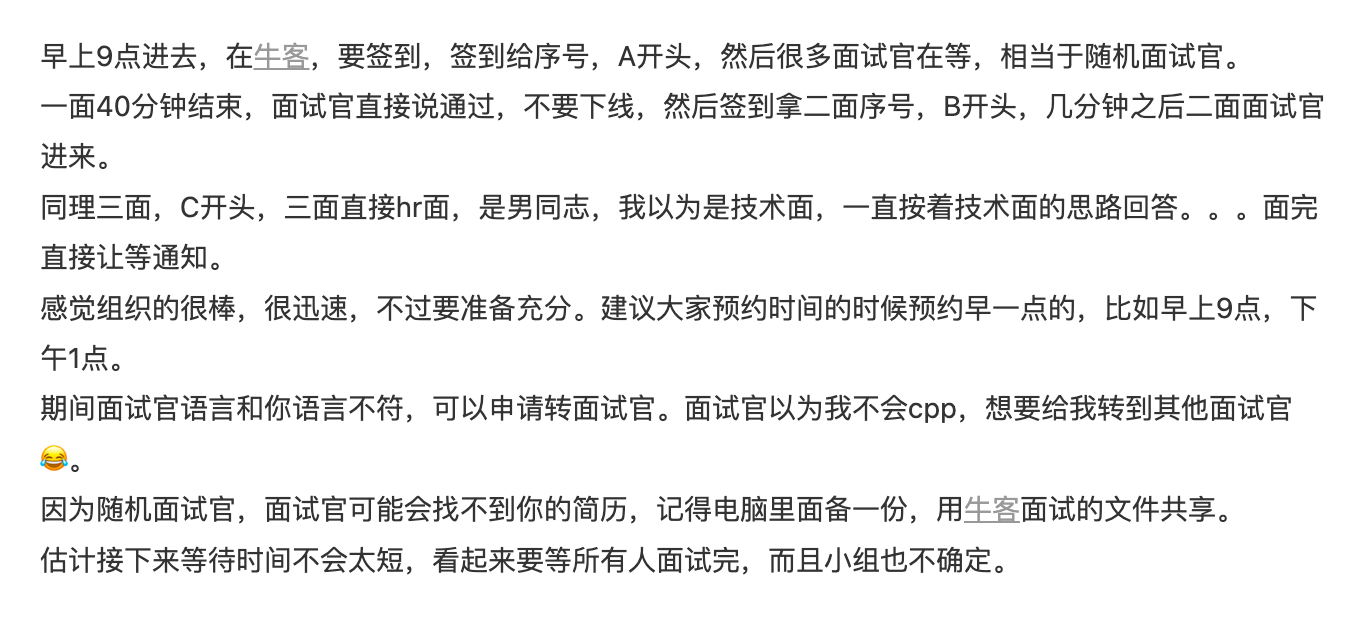 早上9点进去，在牛客，要签到，签到给序号，A开头，然后很多面试官在等，相当于随机面试官。
一面40分钟结束，面试官直接说通过，不要下线，然后签到拿二面序号，B开头，几分钟之后二面面试官
进来。
同理三面，C开头，三面直接hr面，是男同志，我以为是技术面，一直按着技术面的思路回答。。。面完
直接让等通知。
感觉组织的很棒，很迅速，不过要准备充分。建议大家预约时间的时候预约早一点的，比如早上9点，下
午1点。
期间面试官语言和你语言不符，可以申请转面试官。面试官以为我不会cpp，想要给我转到其他面试官
😂。
因为随机面试官，面试官可能会找不到你的简历，记得电脑里面备一份，用牛客面试的文件共享。
估计接下来等待时间不会太短，看起来要等所有人面试完，而且小组也不确定。